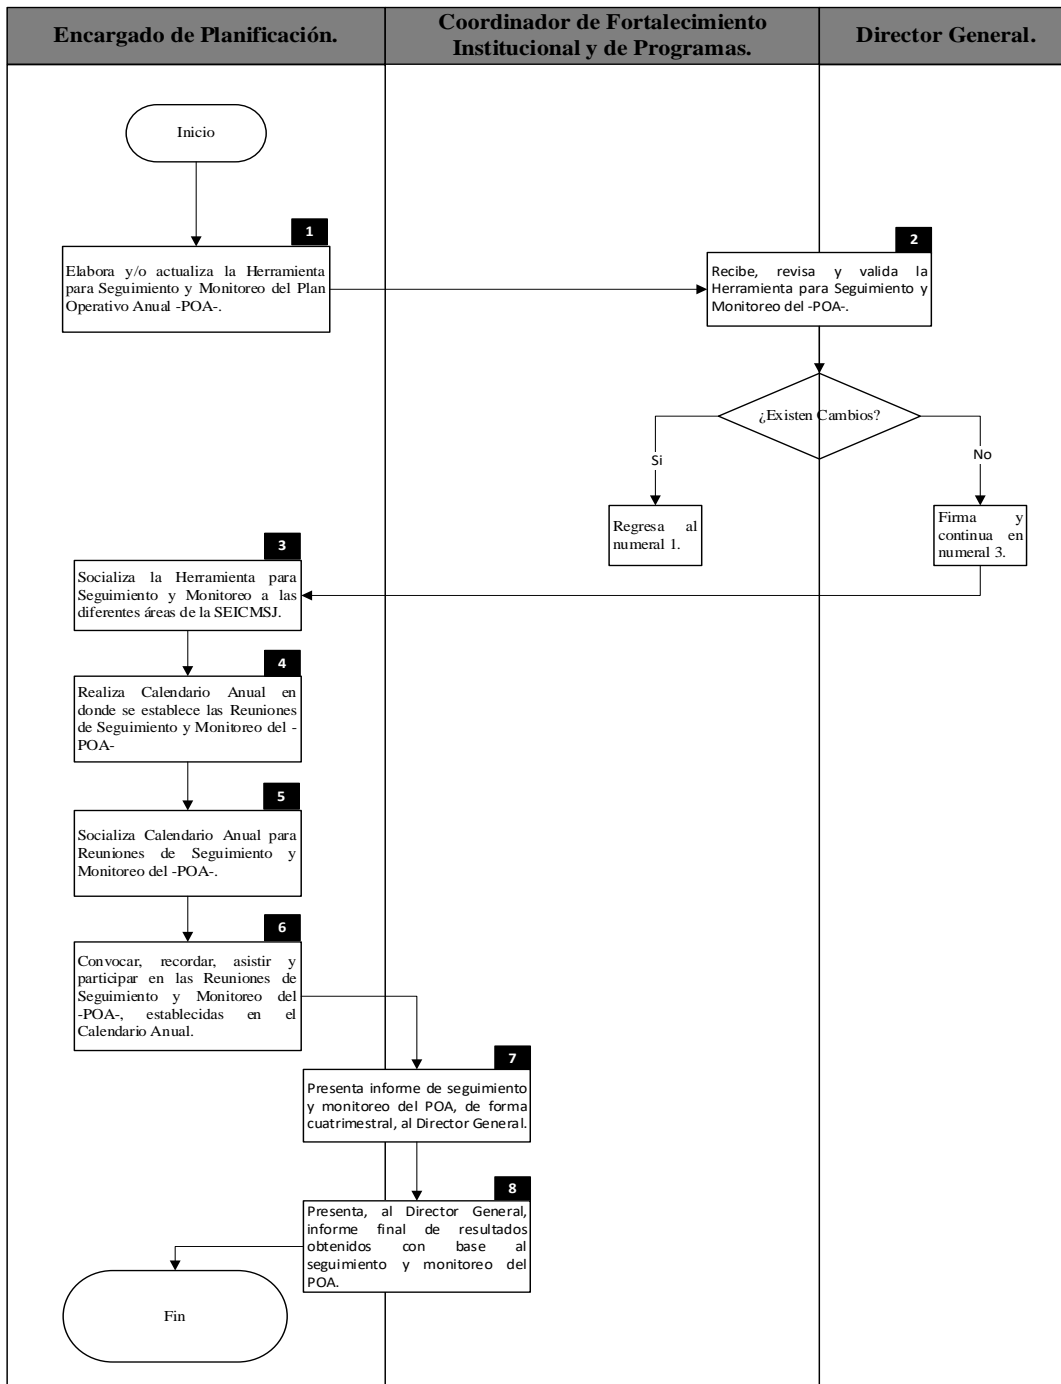 Encargado de Planificación.
Coordinador de Fortalecimiento
Institucional y de Programas.
Director General.
Inicio
1
Elabora y/o actualiza la Herramienta
para Seguimiento y Monitoreo del Plan
Operativo Anual -POA-.
2
Recibe, revisa y valida la
Herramienta para Seguimiento y
Monitoreo del -POA-.
¿Existen Cambios?
Si
No
Regresa al
numeral 1.
Firma y
continua en
numeral 3.
3
Socializa la Herramienta para
Seguimiento y Monitoreo a las
diferentes áreas de la SEICMSJ.
4
Realiza Calendario Anual en
donde se establece las Reuniones
de Seguimiento y Monitoreo del -
POA-
5
Socializa Calendario Anual para
Reuniones de Seguimiento y
Monitoreo del -POA-.
6
Convocar, recordar, asistir y
participar en las Reuniones de
Seguimiento y Monitoreo del
-POA-, establecidas en el
Calendario Anual.
7
Presenta informe de seguimiento
y monitoreo del POA, de forma
cuatrimestral, al Director General.
8
Presenta, al Director General,
informe final de resultados
obtenidos con base al
seguimiento y monitoreo del
POA.
Fin